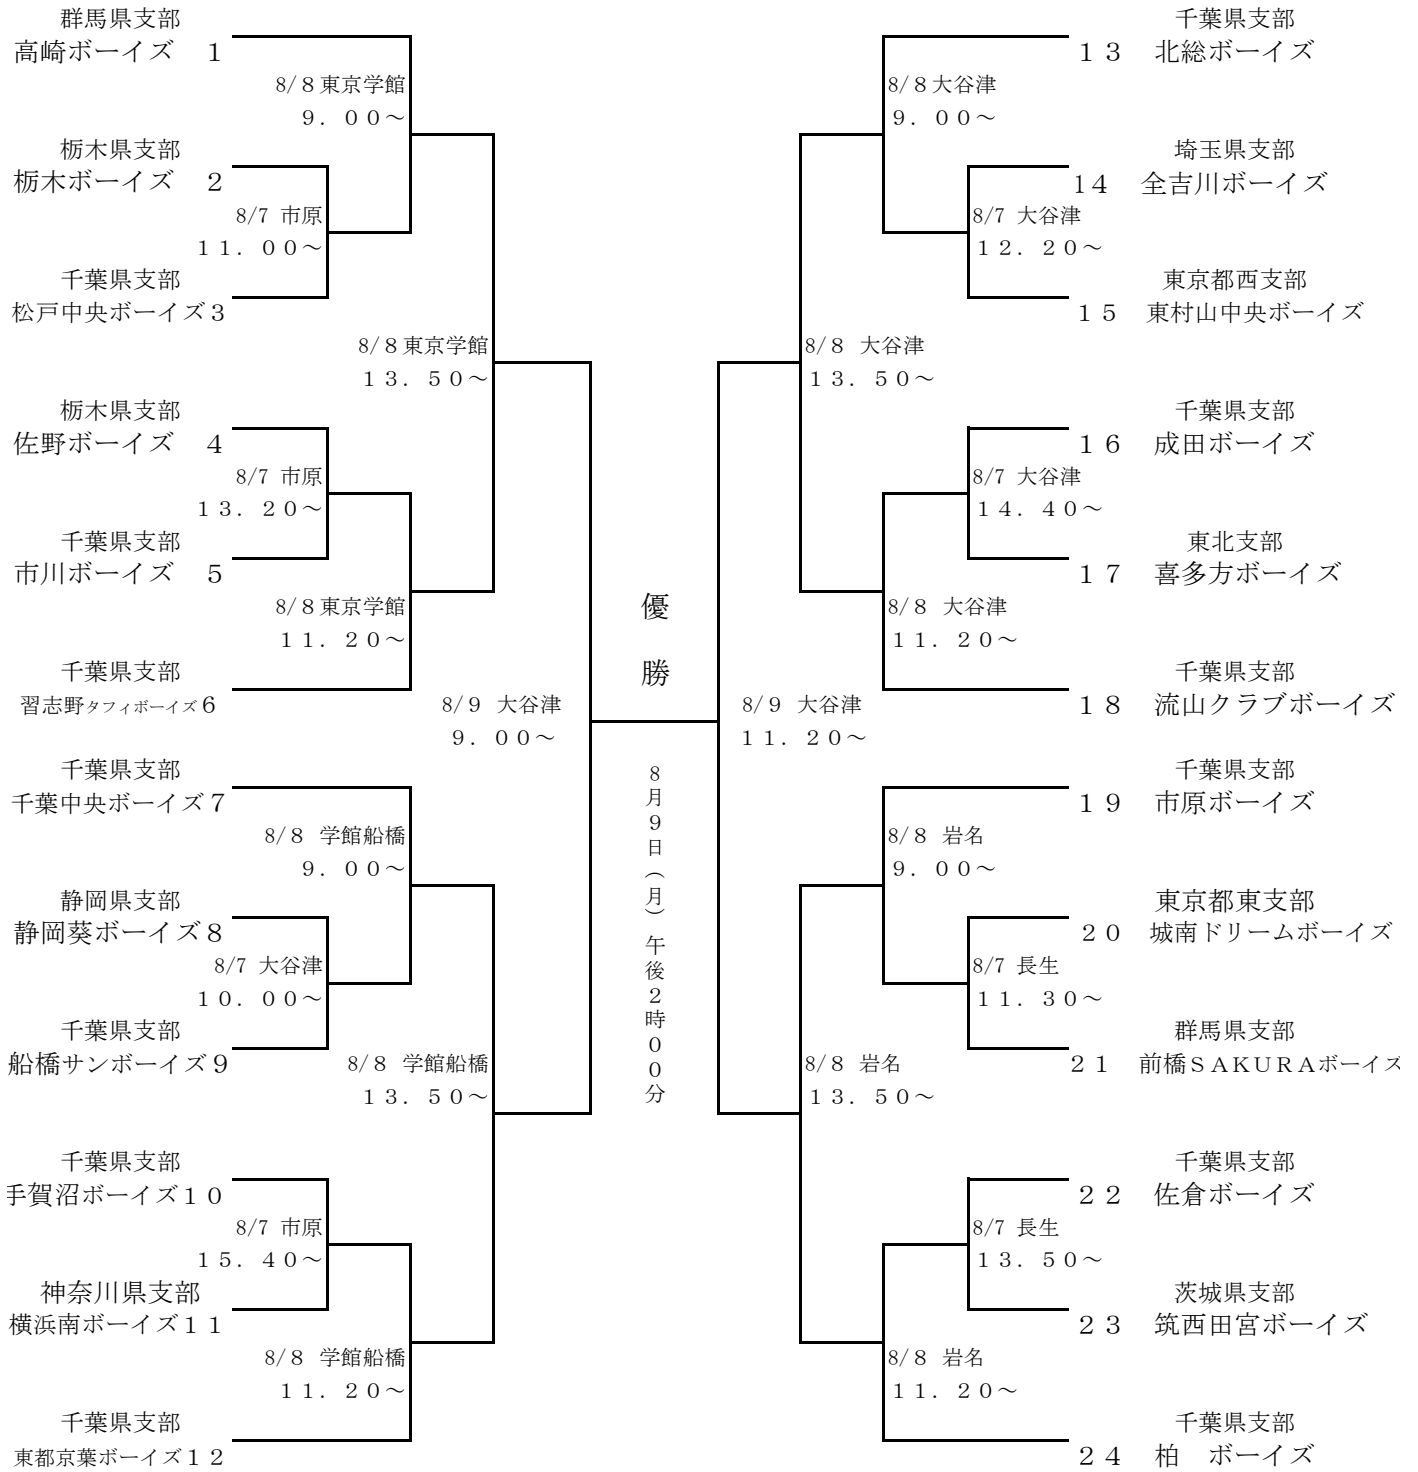 群馬県支部
高崎ボーイズ　１
8/８東京学館
９．００～
栃木県支部
栃木ボーイズ　２
8/7 市原
１１．００～
千葉県支部
松戸中央ボーイズ３
8/８東京学館
１３．５０～
栃木県支部
佐野ボーイズ　４
8/7 市原
１３．２０～
千葉県支部
市川ボーイズ　５
8/８東京学館
１１．２０～
千葉県支部
習志野タフィボーイズ６
8/９ 大谷津
９．００～
千葉県支部
千葉中央ボーイズ７
8/８ 学館船橋
９．００～
静岡県支部
静岡葵ボーイズ８
8/7 大谷津
１０．００～
千葉県支部
船橋サンボーイズ９
8/８ 学館船橋
１３．５０～
千葉県支部
手賀沼ボーイズ１０
8/7 市原
１５．４０～
神奈川県支部
横浜南ボーイズ１１
8/８ 学館船橋
１１．２０～
千葉県支部
東都京葉ボーイズ１２
優勝
８月９日（月）午後２時００分
千葉県支部
１３　北総ボーイズ
8/８大谷津
９．００～
埼玉県支部
１４　全吉川ボーイズ
8/7 大谷津
１２．２０～
東京都西支部
１５　東村山中央ボーイズ
8/８ 大谷津
１３．５０～
千葉県支部
１６　成田ボーイズ
8/7 大谷津
１４．４０～
東北支部
１７　喜多方ボーイズ
8/８ 大谷津
１１．２０～
千葉県支部
１８　流山クラブボーイズ
8/９ 大谷津
１１．２０～
千葉県支部
１９　市原ボーイズ
8/８ 岩名
９．００～
東京都東支部
２０　城南ドリームボーイズ
8/7 長生
１１．３０～
群馬県支部
２１　前橋ＳＡＫＵＲＡボーイズ
8/８ 岩名
１３．５０～
千葉県支部
２２　佐倉ボーイズ
8/7 長生
１３．５０～
茨城県支部
２３　筑西田宮ボーイズ
8/８ 岩名
１１．２０～
千葉県支部
２４　柏　ボーイズ